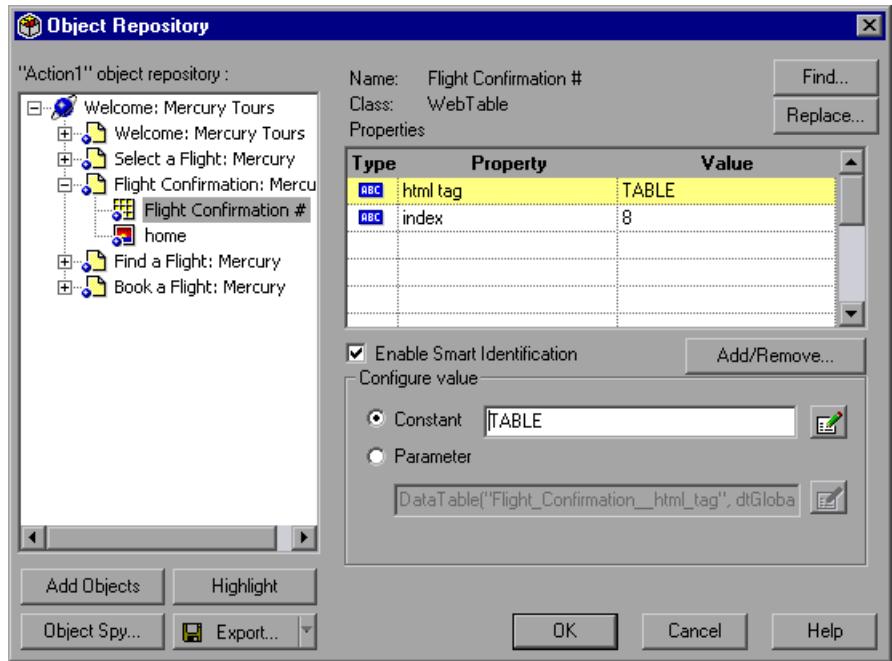 Object Repository
"Action1" object repository :
Welcome: Mercury Tours
Welcome: Mercury Tours
Select a Flight: Mercury
Flight Confirmation: Mercu
Flight Confirmation #
home
Find a Flight: Mercury
Book a Flight: Mercury
Add Objects
Highlight
Object Spy...
Export...
Name: Flight Confirmation #
Class: WebTable
Find...
Replace...
Properties
Type Property Value
ABC html tag TABLE
ABC index 8
Enable Smart Identification
Add/Remove...
Configure value
Constant TABLE
Parameter
DataTable("Flight_Confirmation__html_tag", dtGloba
OK
Cancel
Help